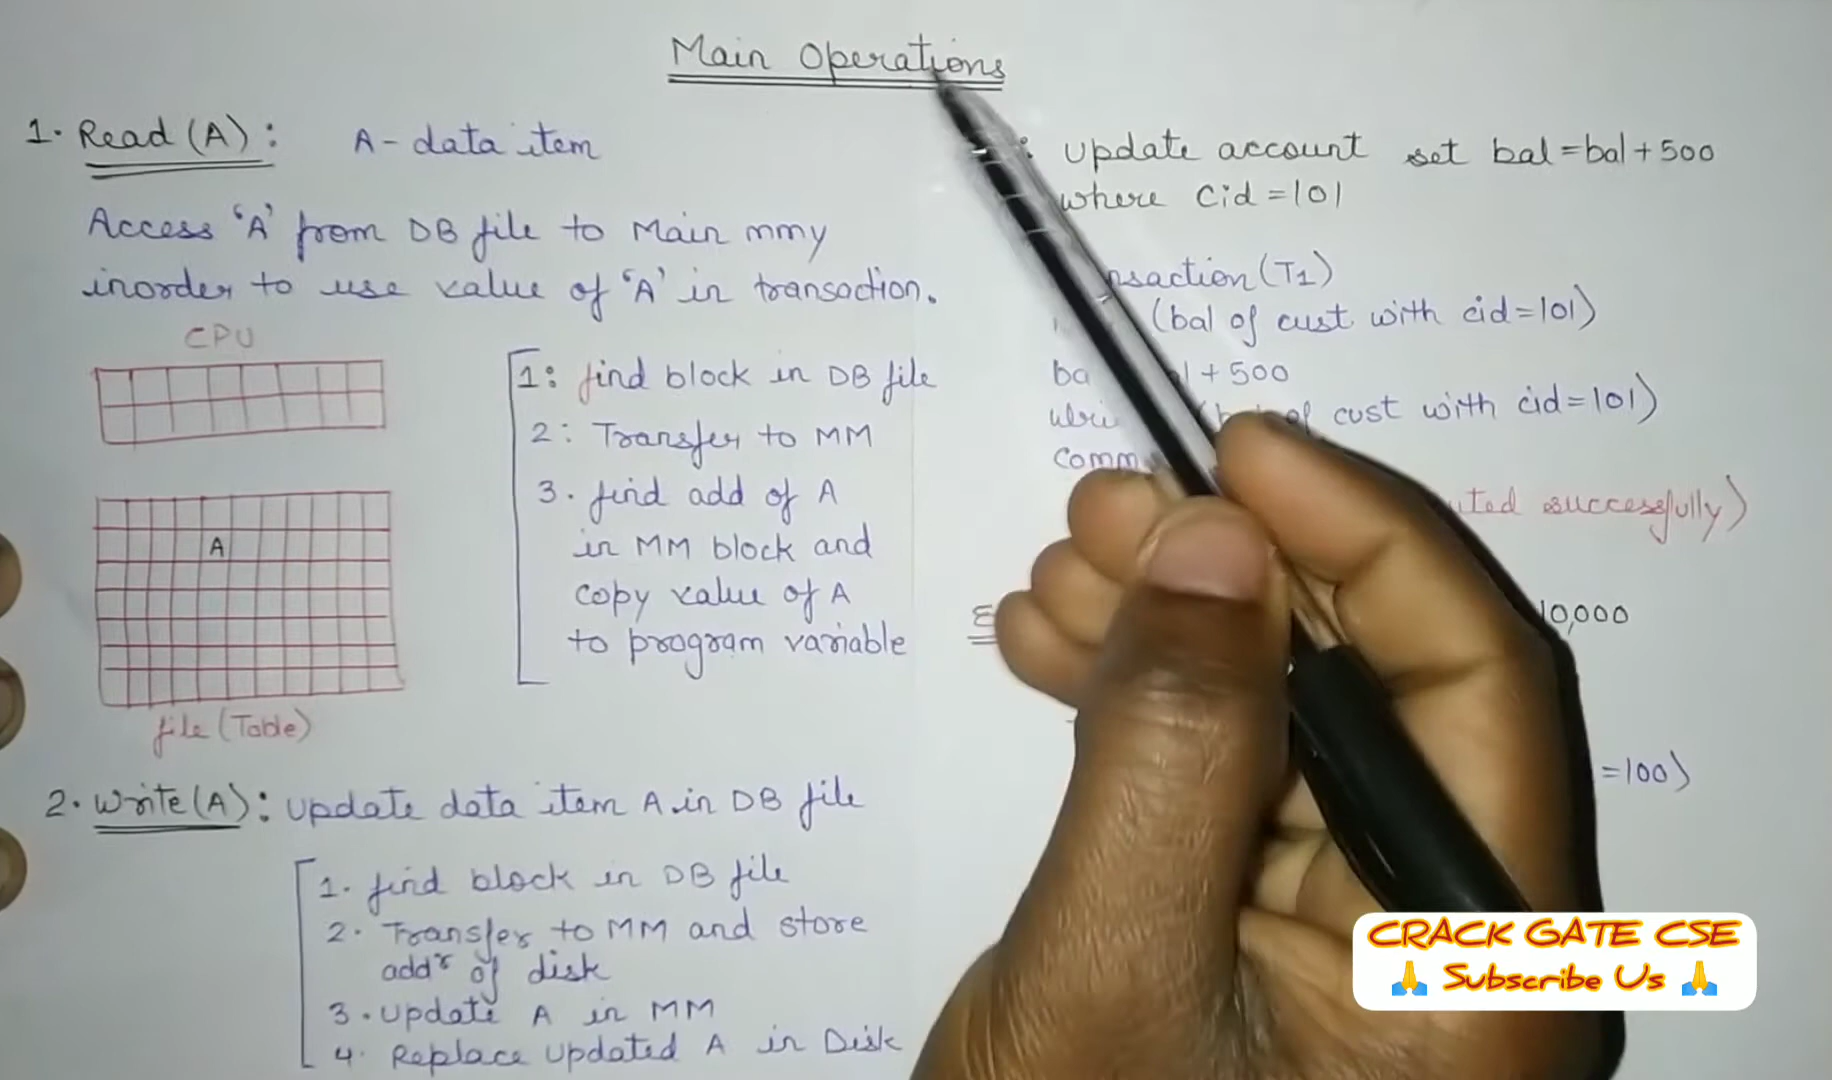 Main Operations
1. Read (A): A - data item
Access 'A' from DB file to Main mmy
inorder to use value of 'A' in transaction.
CPU
A
file (Table)
1: find block in DB file
2: Transfer to MM
3. find add of A
in MM block and
copy value of A
to program variable
2. Write (A): update data item A in DB file
1. find block in DB file
2. Transfer to MM and store
addr of disk
3. update A in MM
4. Replace updated A in Disk
: update account set bal = bal + 500
where Cid = 101
(T1)
(bal of cust with cid = 101)
+ 500
of cust with cid = 101)
successfully)
10,000
= 100)
CRACK GATE CSE
🙏 Subscribe Us 🙏